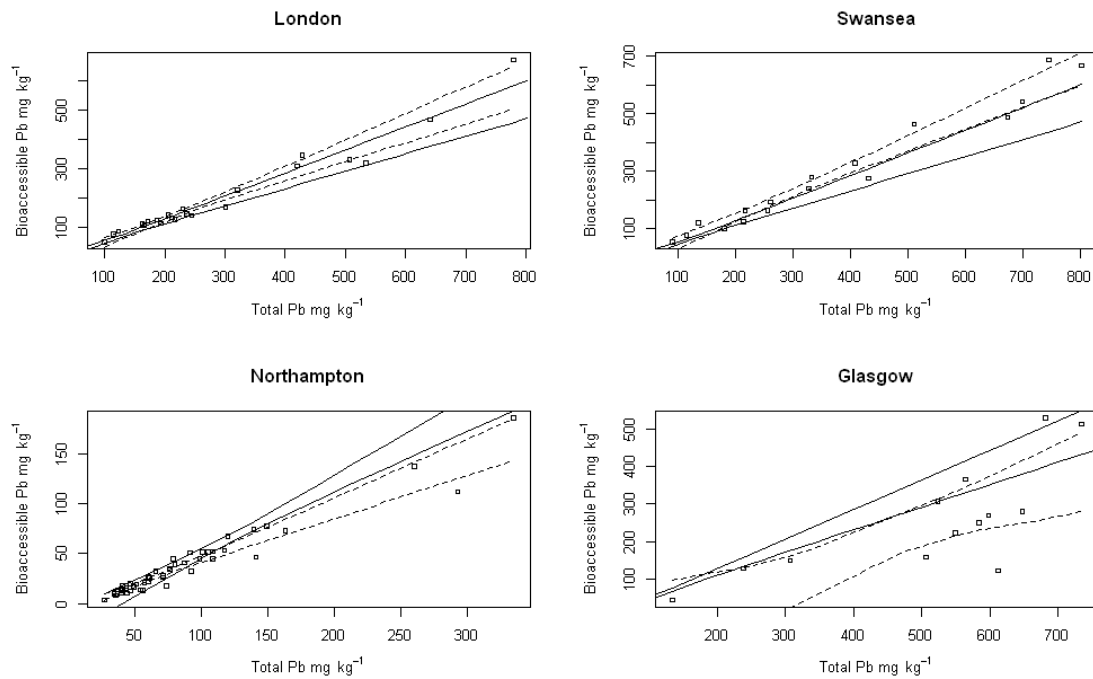 London
Bioaccessible Pb mg kg⁻¹
500
300
100
100 200 300 400 500 600 700 800
Total Pb mg kg⁻¹
Swansea
Bioaccessible Pb mg kg⁻¹
700
500
300
100
100 200 300 400 500 600 700 800
Total Pb mg kg⁻¹
Northampton
Bioaccessible Pb mg kg⁻¹
150
100
50
0
50 100 150 200 250 300
Total Pb mg kg⁻¹
Glasgow
Bioaccessible Pb mg kg⁻¹
500
400
300
200
100
200 300 400 500 600 700
Total Pb mg kg⁻¹